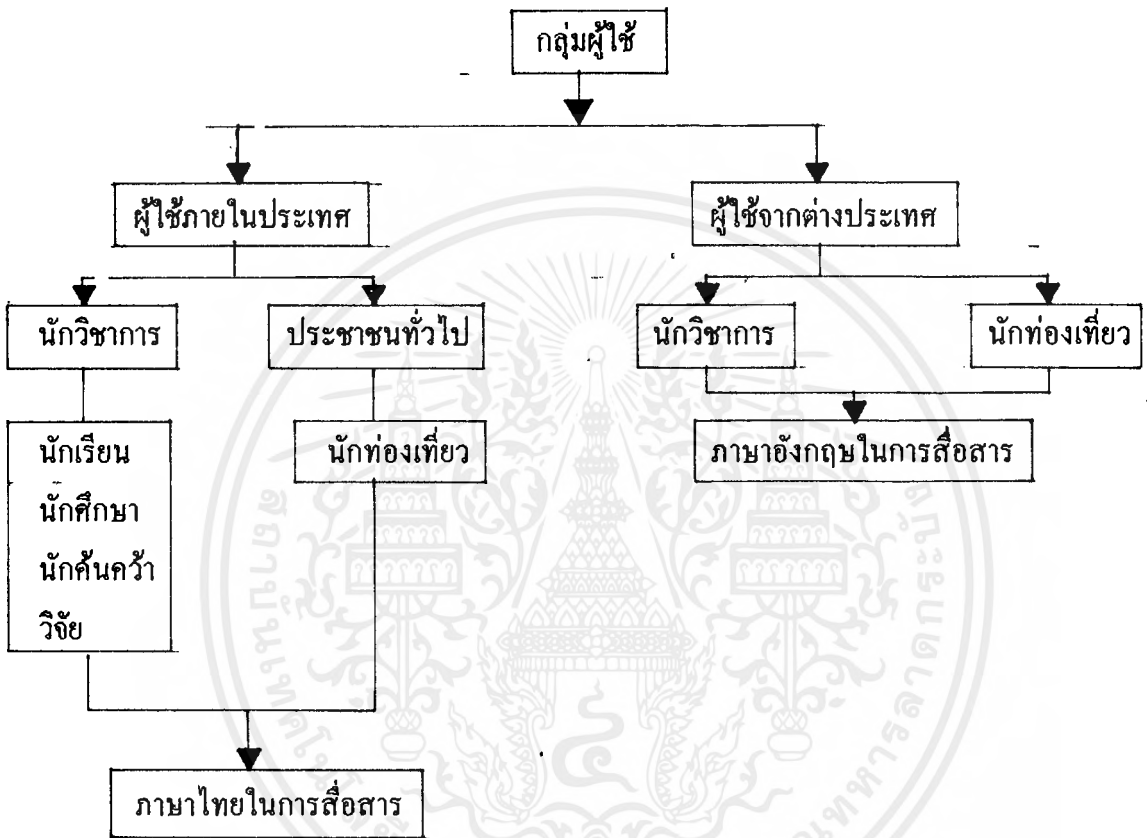 กลุ่มผู้ใช้
ผู้ใช้ภายในประเทศ
ผู้ใช้จากต่างประเทศ
นักวิชาการ
ประชาชนทั่วไป
นักวิชาการ
นักท่องเที่ยว
นักเรียน
นักศึกษา
นักค้นคว้า
วิจัย
นักท่องเที่ยว
ภาษาอังกฤษในการสื่อสาร
ภาษาไทยในการสื่อสาร